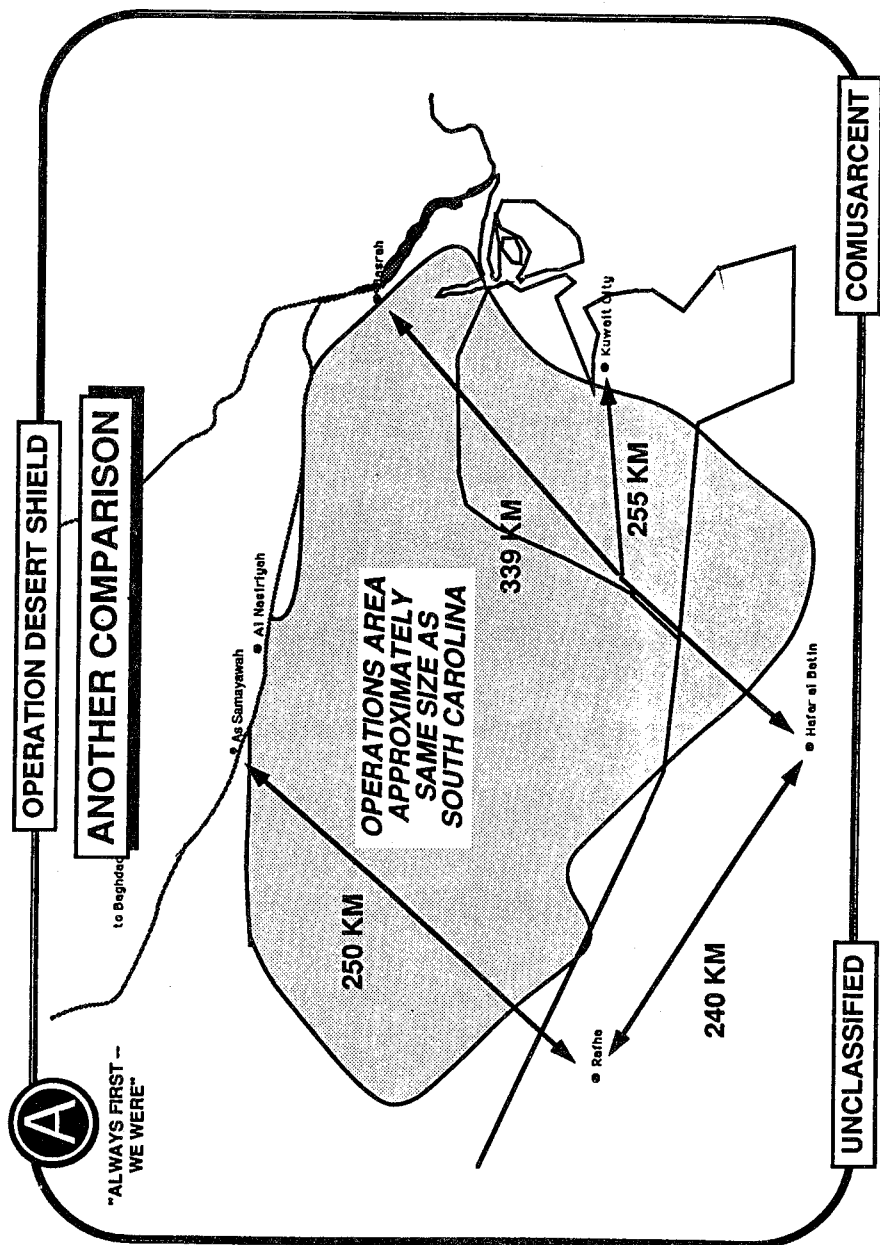 OPERATION DESERT SHIELD
A
"ALWAYS FIRST –
WE WERE"
ANOTHER COMPARISON
to Baghdad
As Samayawah
Al Nasiriyah
Basrah
OPERATIONS AREA
APPROXIMATELY
SAME SIZE AS
SOUTH CAROLINA
250 KM
339 KM
255 KM
Kuwait City
Rafha
240 KM
Hafar al Batin
UNCLASSIFIED
COMUSARCENT